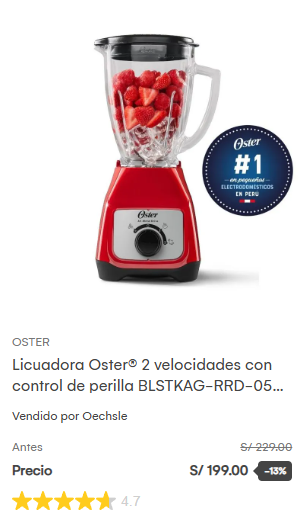 Oster
#1
en pequeños
ELECTRODOMÉSTICOS
EN PERÚ
Oster
OSTER
Licuadora Oster® 2 velocidades con
control de perilla BLSTKAG-RRD-05...
Vendido por Oechsle
Antes S/ 229.00
Precio S/ 199.00 -13%
4.7